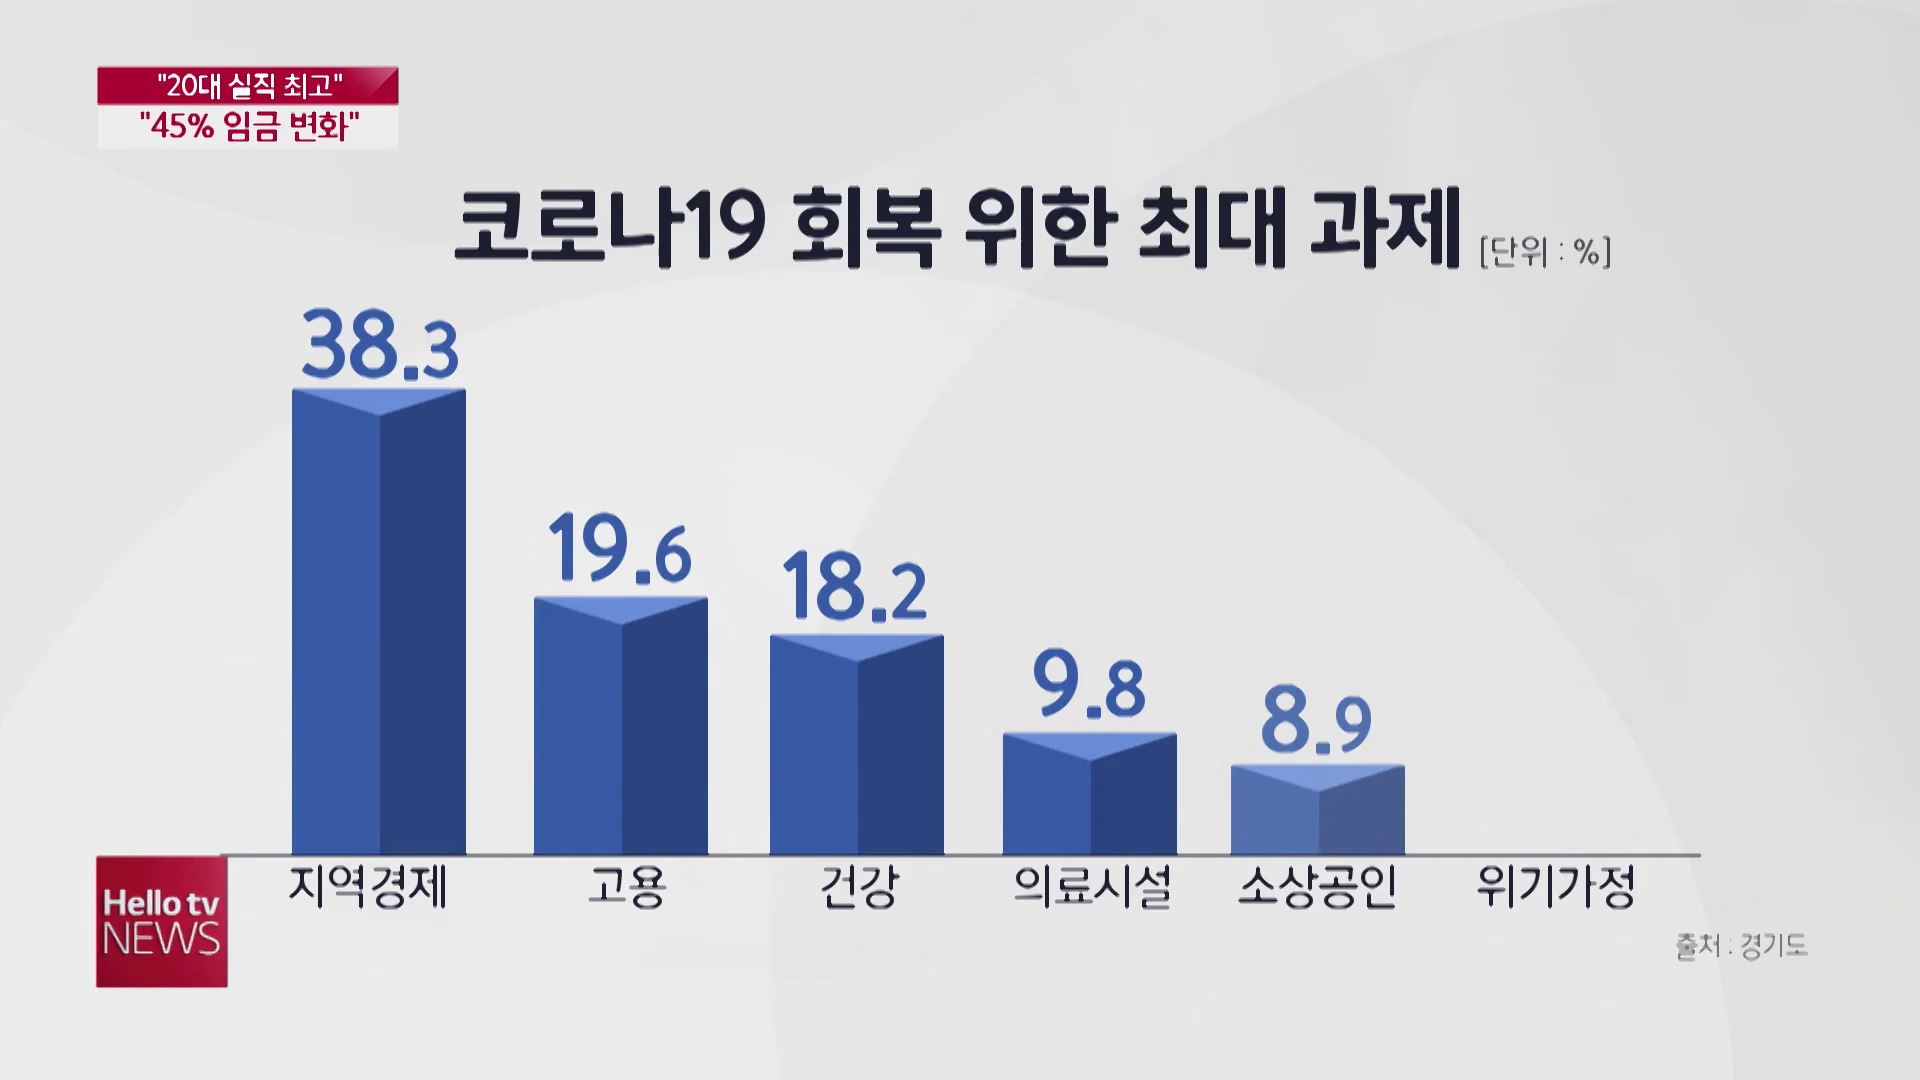 "20대 실직 최고"
"45% 임금 변화"
코로나19 회복 위한 최대 과제 [단위 : %]
38.3
19.6
18.2
9.8
8.9
지역경제 고용 건강 의료시설 소상공인 위기가정
Hello tv
NEWS
출처 : 경기도